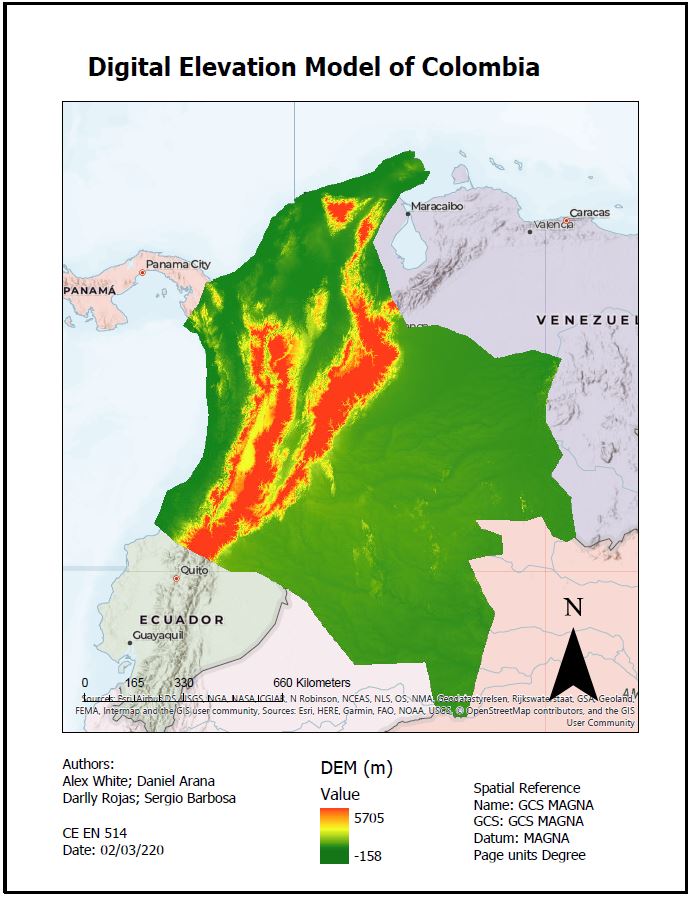 Digital Elevation Model of Colombia
Maracaibo
Caracas
Valencia
Panama City
PANAMÁ
VENEZUEL
Quito
ECUADOR
Guayaquil
N
0 165 330 660 Kilometers
Sources: Esri, Airbus DS, USGS, NGA, NASA, CGIAR, N Robinson, NCEAS, NLS, OS, NMA, Geodatastyrelsen, Rijkswaterstaat, GSA, Geoland,
FEMA, Intermap and the GIS user community, Sources: Esri, HERE, Garmin, FAO, NOAA, USGS, © OpenStreetMap contributors, and the GIS
User Community
AM
Authors:
Alex White; Daniel Arana
Darlly Rojas; Sergio Barbosa
CE EN 514
Date: 02/03/220
DEM (m)
Value
5705
-158
Spatial Reference
Name: GCS MAGNA
GCS: GCS MAGNA
Datum: MAGNA
Page units Degree